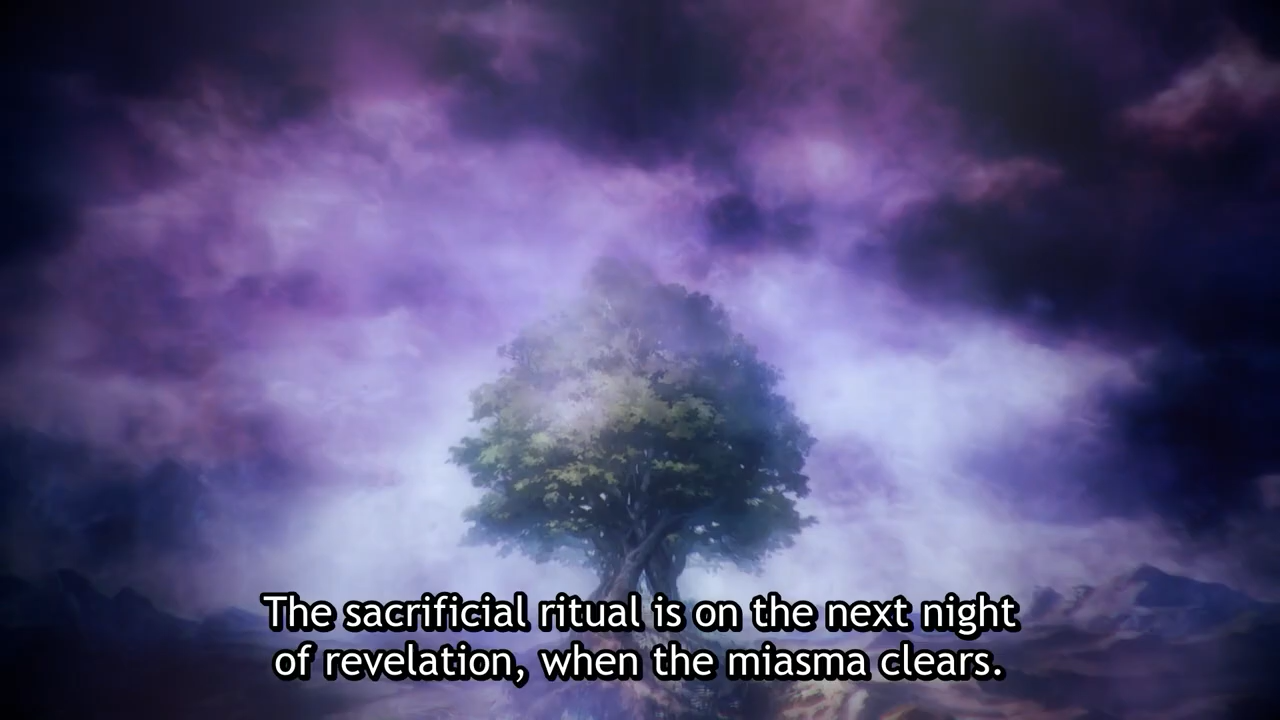 The sacrificial ritual is on the next night
of revelation, when the miasma clears.